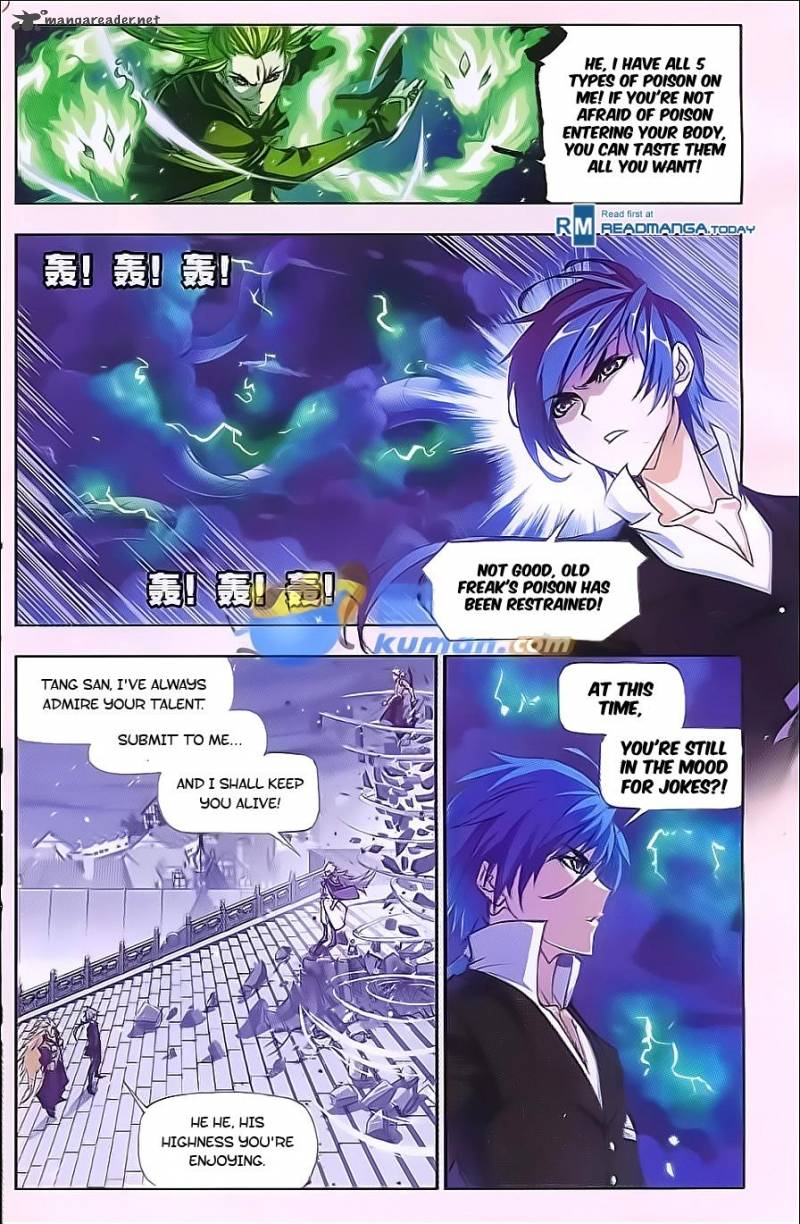 mangareader.net
HE, I HAVE ALL 5
TYPES OF POISON ON
ME! IF YOU'RE NOT
AFRAID OF POISON
ENTERING YOUR BODY,
YOU CAN TASTE THEM
ALL YOU WANT!
RM
Read first at
READMANGA.TODAY
轰! 轰! 轰!
NOT GOOD, OLD
FREAK'S POISON HAS
BEEN RESTRAINED!
轰! 轰! 轰!
kuman.com
TANG SAN, I'VE ALWAYS
ADMIRE YOUR TALENT.
SUBMIT TO ME...
AND I SHALL KEEP
YOU ALIVE!
HE HE, HIS
HIGHNESS YOU'RE
ENJOYING.
AT THIS
TIME,
YOU'RE STILL
IN THE MOOD
FOR JOKES?!